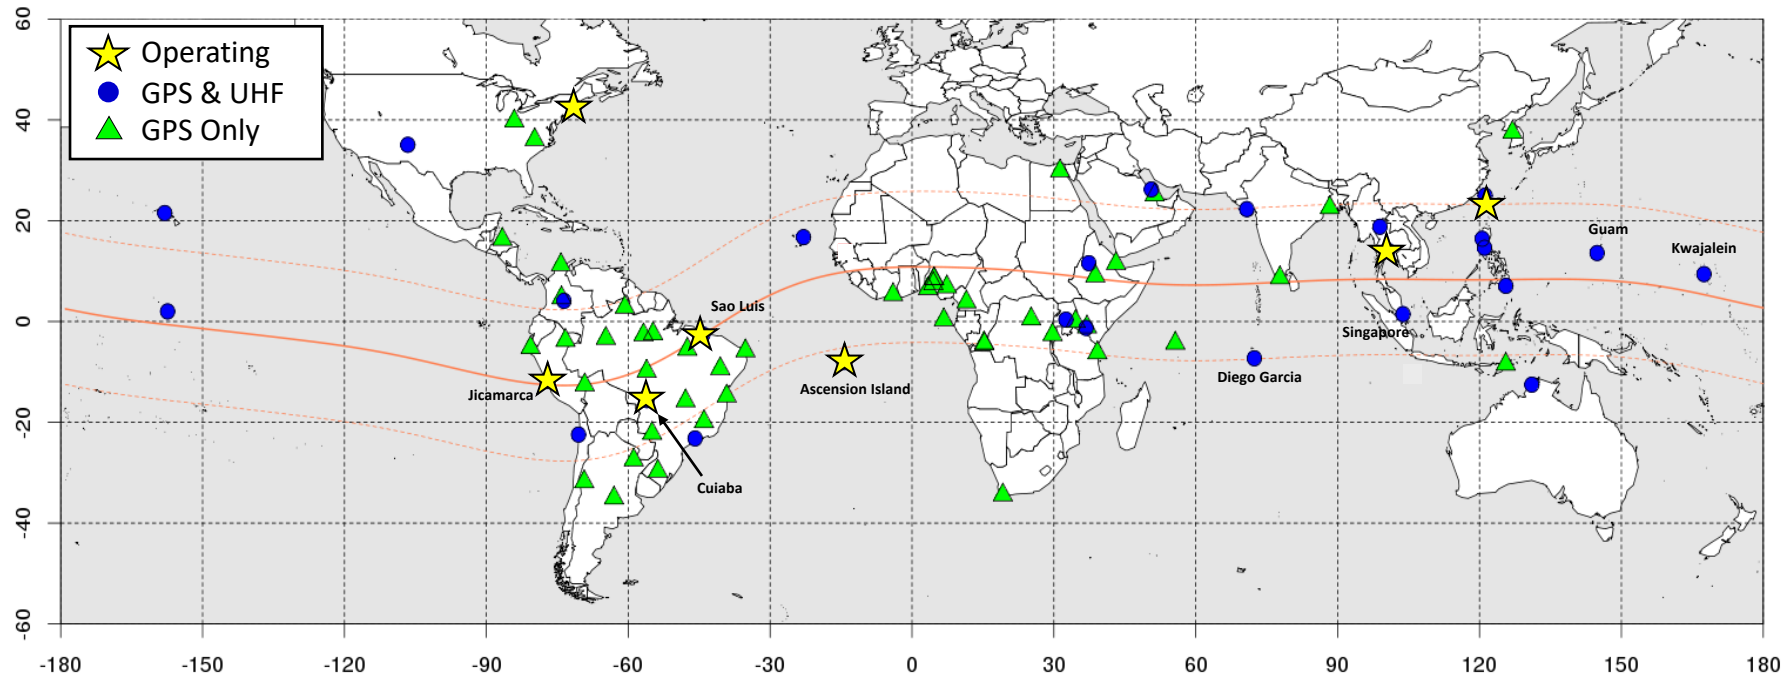 Operating
GPS & UHF
GPS Only
60
40
20
0
-20
-40
-60
Guam
Kwajalein
Sao Luis
Singapore
Diego Garcia
Jicamarca
Ascension Island
Cuiaba
-180 -150 -120 -90 -60 -30 0 30 60 90 120 150 180